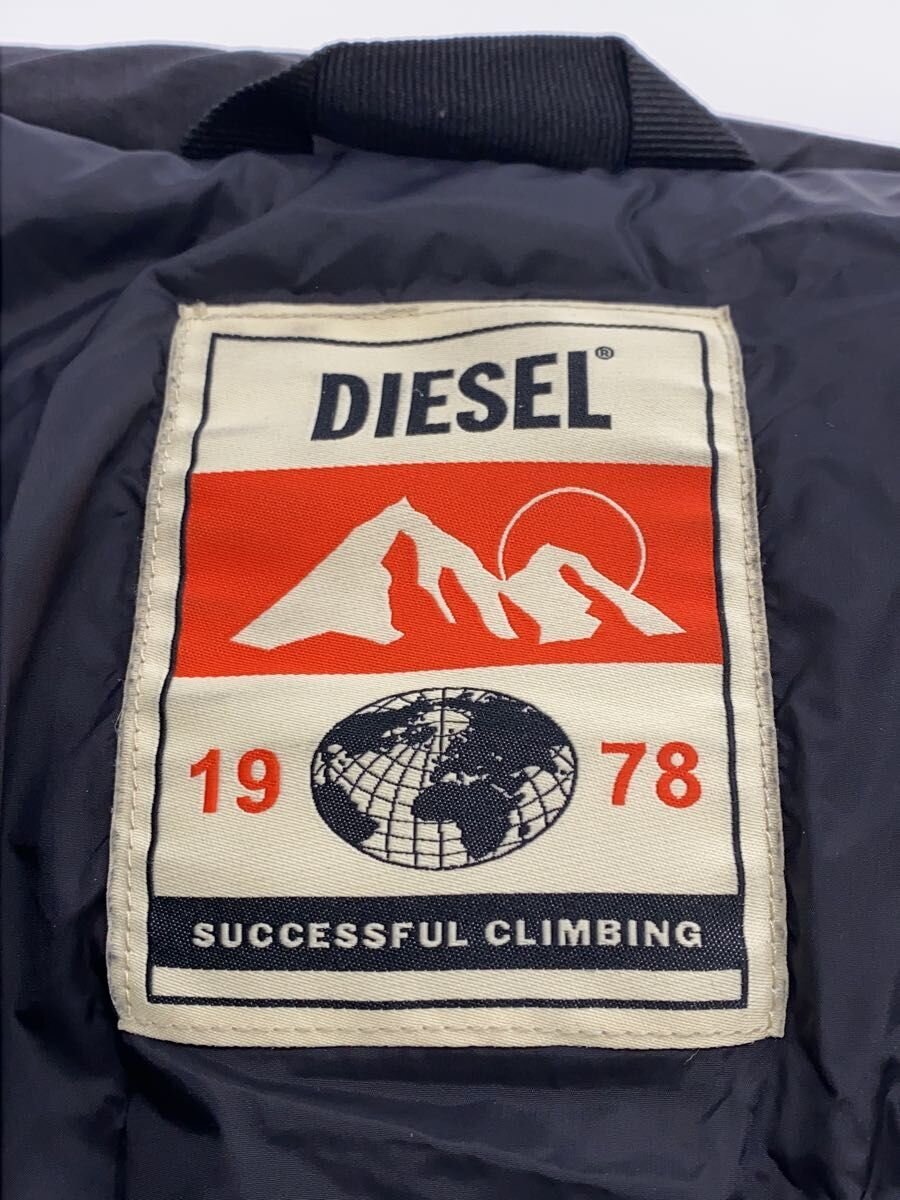 DIESEL®
19 78
SUCCESSFUL CLIMBING